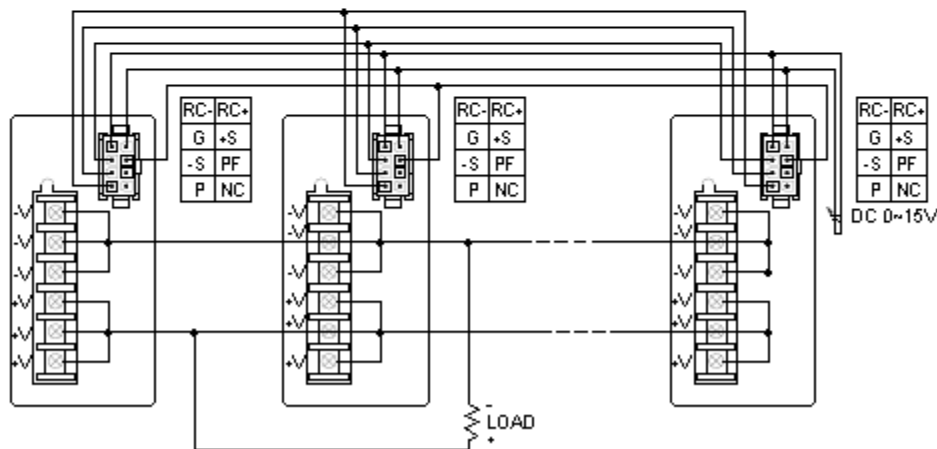 RC- RC+
G +S
-S PF
P NC
RC- RC+
G +S
-S PF
P NC
RC- RC+
G +S
-S PF
P NC
DC 0~15V
-V
-V
-V
+V
+V
+V
-V
-V
-V
+V
+V
+V
-V
-V
-V
+V
+V
+V
-
LOAD
+